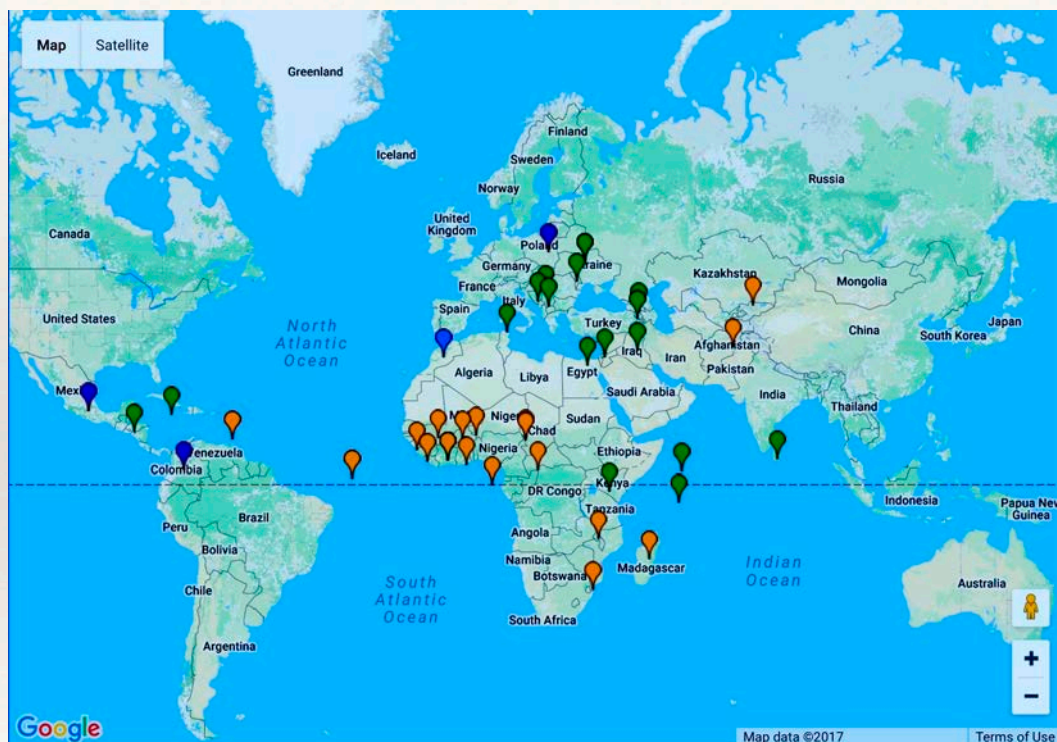 Map Satellite
Greenland
Iceland
Finland
Sweden
Norway
Russia
United
Kingdom
Canada
Poland
Germany
raine
Kazakhstan
Mongolia
France
Italy
Spain
United States
North
Atlantic
Ocean
Turkey
Japan
South Korea
China
Afghanistan
Iraq
Iran
Pakistan
Algeria
Libya
Egypt
Saudi Arabia
Mexi
India
Thailand
M
Niger
Chad
Sudan
Venezuela
Colombia
Nigeria
Ethiopia
Kenya
DR Congo
Tanzania
Indonesia
Papua New
Guinea
Peru
Brazil
Angola
Bolivia
Namibia
Botswana
Madagascar
Indian
Ocean
Chile
South
Atlantic
Ocean
South Africa
Australia
Argentina
+
−
Google
Map data ©2017 Terms of Use